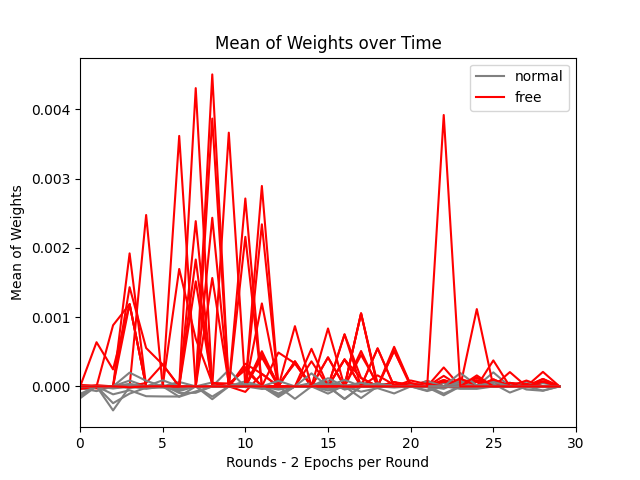 Mean of Weights over Time
normal
free
Mean of Weights
0.004
0.003
0.002
0.001
0.000
0 5 10 15 20 25 30
Rounds - 2 Epochs per Round